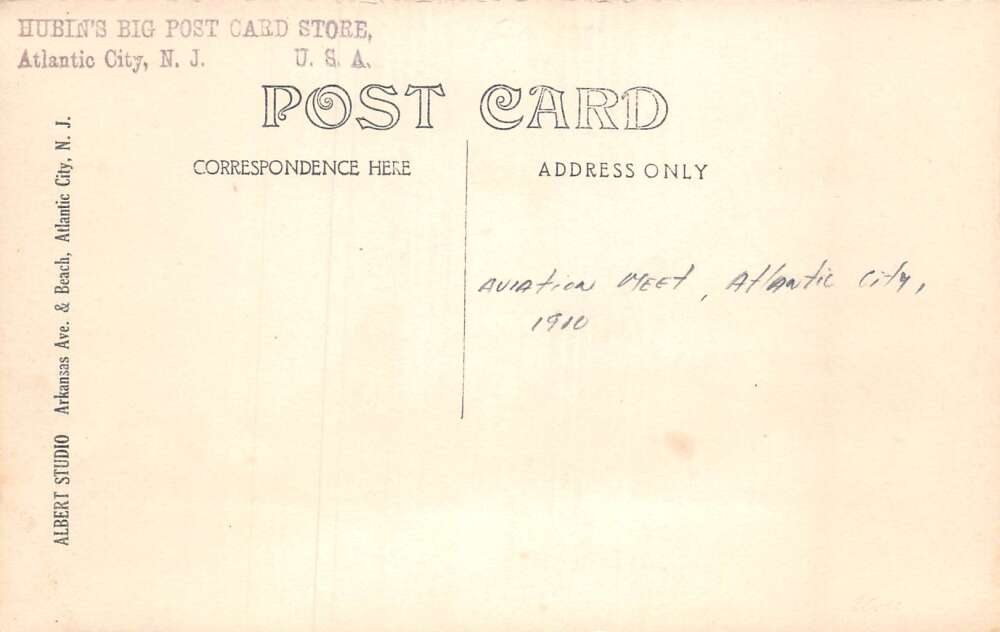 HUBIN'S BIG POST CARD STORE,
Atlantic City, N. J. U. S. A.
POST CARD
CORRESPONDENCE HERE
ADDRESS ONLY
ALBERT STUDIO Arkansas Ave. & Beach, Atlantic City, N. J.
AVIAtion MEEt, Atlantic City,
1910